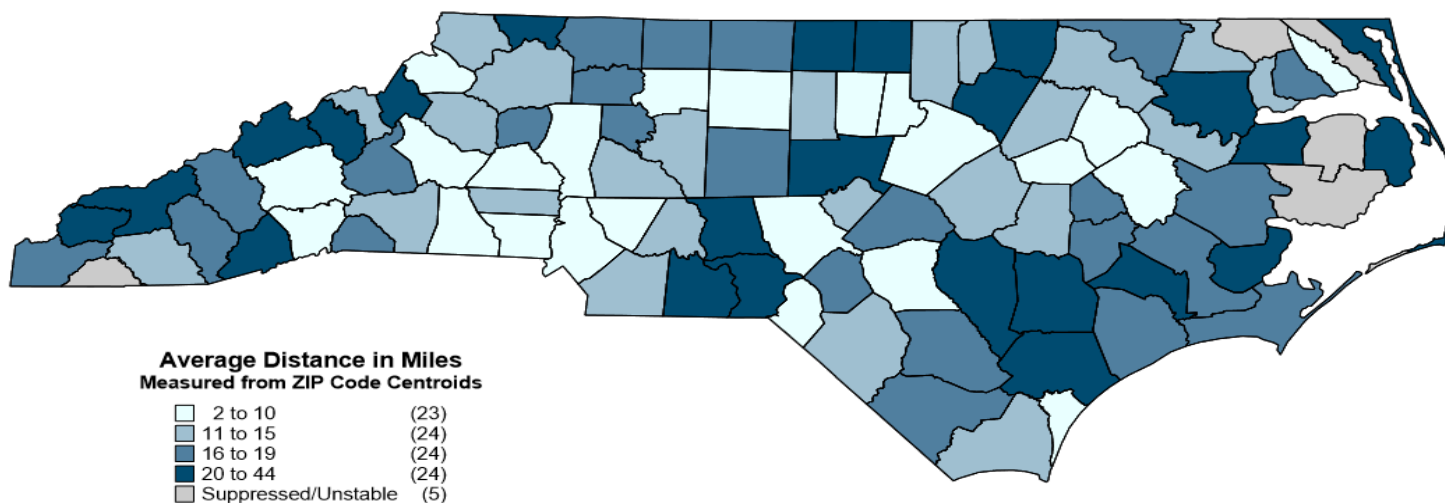 Average Distance in Miles
Measured from ZIP Code Centroids
2 to 10 (23)
11 to 15 (24)
16 to 19 (24)
20 to 44 (24)
Suppressed/Unstable (5)